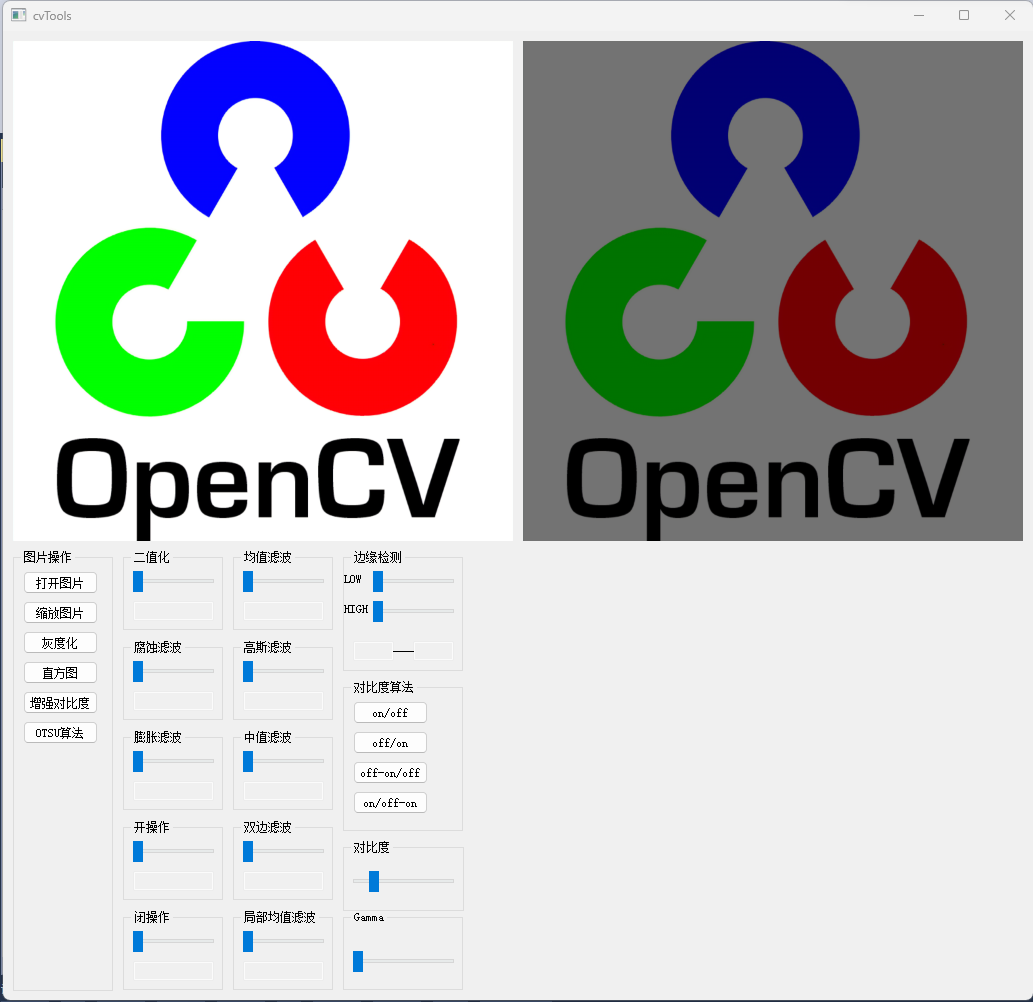 cvTools
OpenCV
OpenCV
图片操作
打开图片
缩放图片
灰度化
直方图
增强对比度
OTSU算法
二值化
腐蚀滤波
膨胀滤波
开操作
闭操作
均值滤波
高斯滤波
中值滤波
双边滤波
局部均值滤波
边缘检测
LOW
HIGH
对比度算法
on/off
off/on
off-on/off
on/off-on
对比度
Gamma